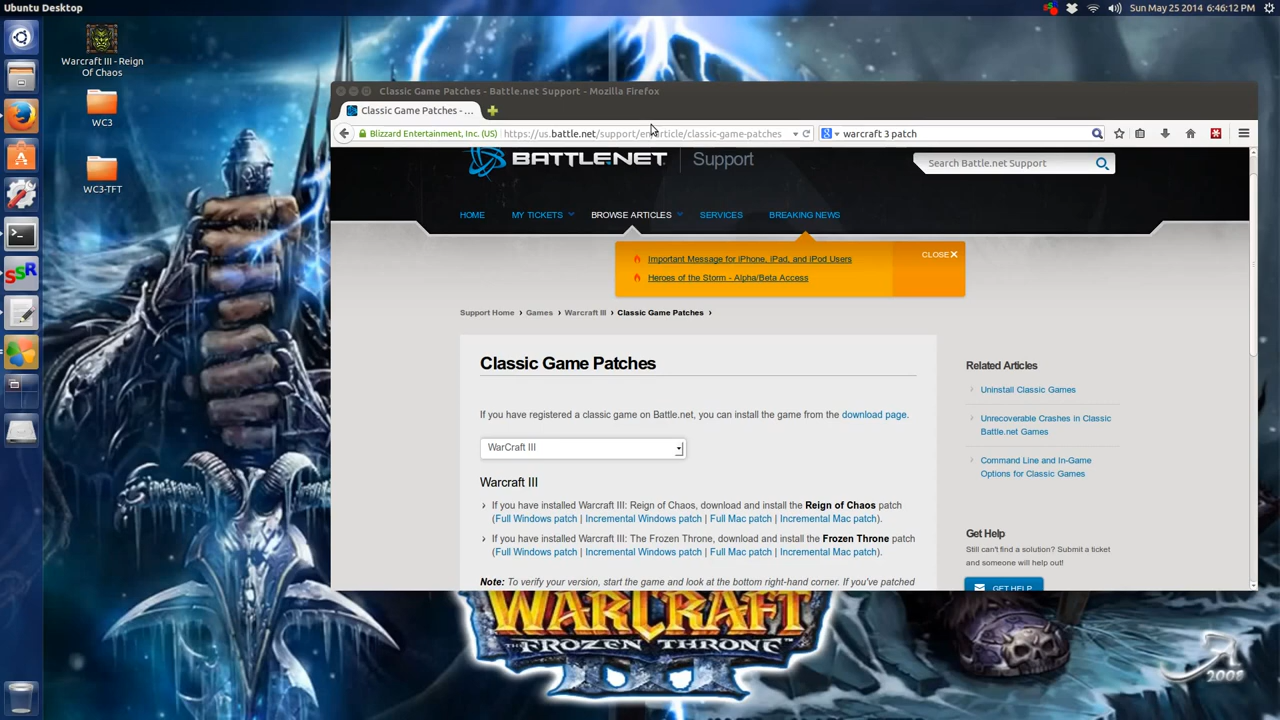 Ubuntu Desktop
Sun May 25 2014 6:46:12 PM
Warcraft III - Reign
Of Chaos
WC3
WC3-TFT
SSR
Classic Game Patches - Battle.net Support - Mozilla Firefox
Classic Game Patches - ...
Blizzard Entertainment, Inc. (US)
https://us.battle.net/support/en/article/classic-game-patches
warcraft 3 patch
BATTLE.NET Support
Search Battle.net Support
HOME MY TICKETS BROWSE ARTICLES SERVICES BREAKING NEWS
Important Message for iPhone, iPad, and iPod Users
CLOSE
Heroes of the Storm - Alpha/Beta Access
Support Home › Games › Warcraft III › Classic Game Patches ›
Classic Game Patches
If you have registered a classic game on Battle.net, you can install the game from the download page.
WarCraft III
Warcraft III
› If you have installed Warcraft III: Reign of Chaos, download and install the Reign of Chaos patch
(Full Windows patch | Incremental Windows patch | Full Mac patch | Incremental Mac patch).
› If you have installed Warcraft III: The Frozen Throne, download and install the Frozen Throne patch
(Full Windows patch | Incremental Windows patch | Full Mac patch | Incremental Mac patch).
Note: To verify your version, start the game and look at the bottom right-hand corner. If you've patched
Related Articles
› Uninstall Classic Games
› Unrecoverable Crashes in Classic
Battle.net Games
› Command Line and In-Game
Options for Classic Games
Get Help
Still can't find a solution? Submit a ticket
and someone will help out!
GET HELP
WARCRAFT
III
THE FROZEN THRONE
2008